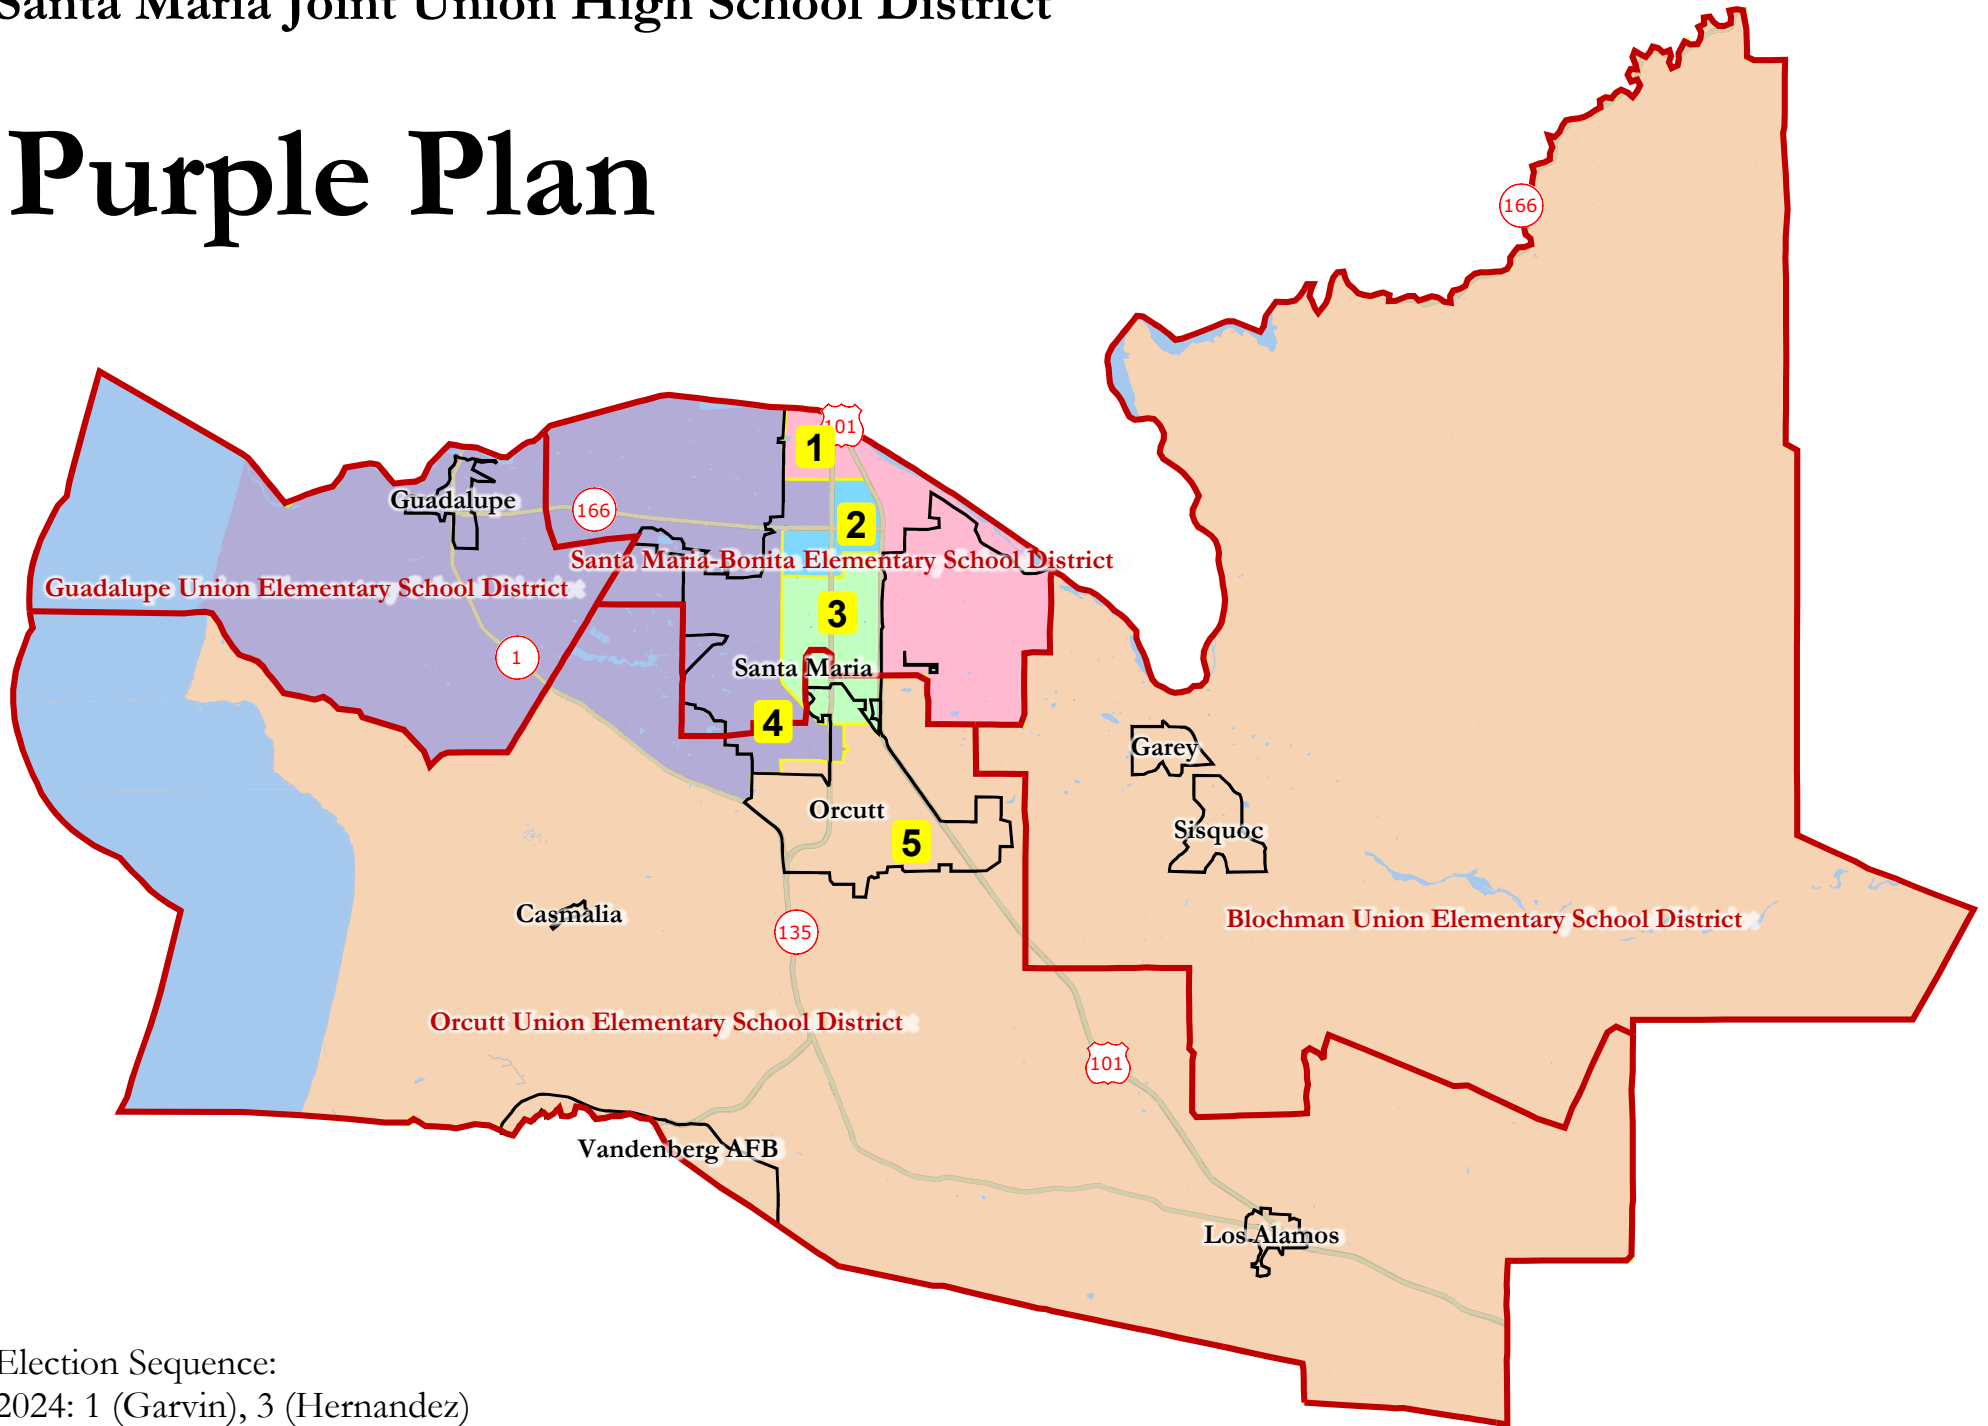 Santa Maria Joint Union High School District
Purple Plan
166
101
1
Guadalupe
166
2
Santa Maria-Bonita Elementary School District
Guadalupe Union Elementary School District
3
1
Santa Maria
4
Garey
Orcutt
Sisquoc
5
Casmalia
Blochman Union Elementary School District
135
Orcutt Union Elementary School District
101
Vandenberg AFB
Los Alamos
Election Sequence:
2024: 1 (Garvin), 3 (Hernandez)